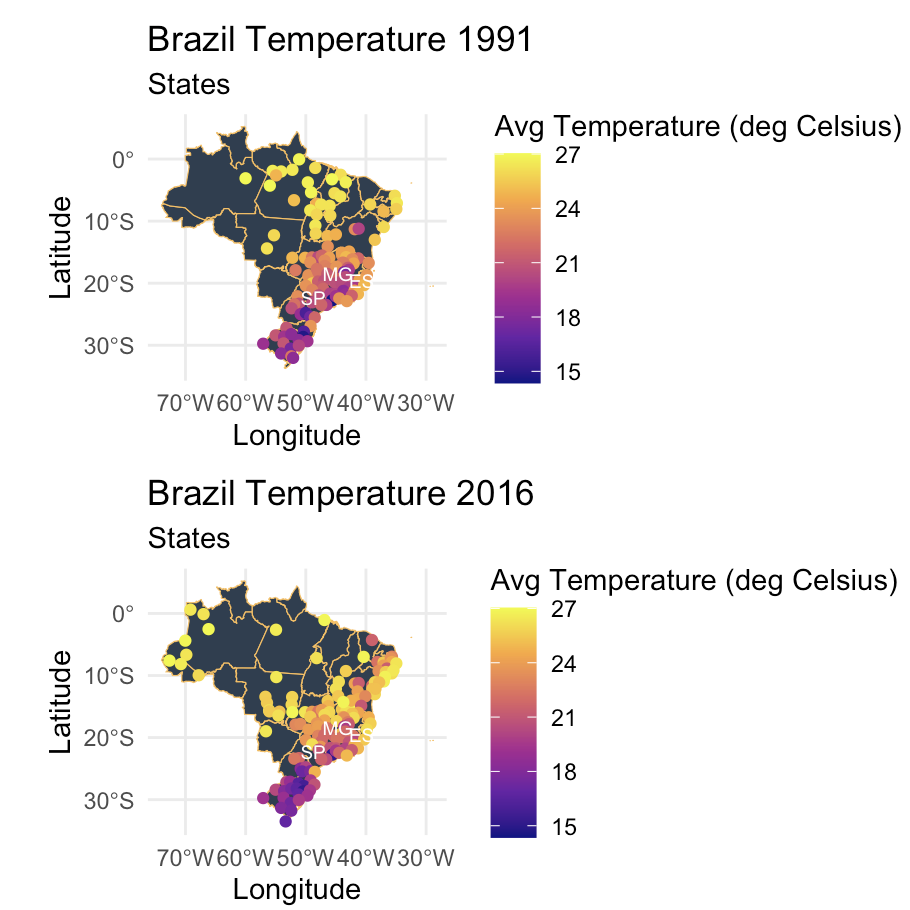 Brazil Temperature 1991
States
Avg Temperature (deg Celsius)
27
24
21
18
15
0°
10°S
20°S
30°S
Latitude
MG
ES
SP
70°W 60°W 50°W 40°W 30°W
Longitude
Brazil Temperature 2016
States
Avg Temperature (deg Celsius)
27
24
21
18
15
0°
10°S
20°S
30°S
Latitude
MG
ES
SP
70°W 60°W 50°W 40°W 30°W
Longitude